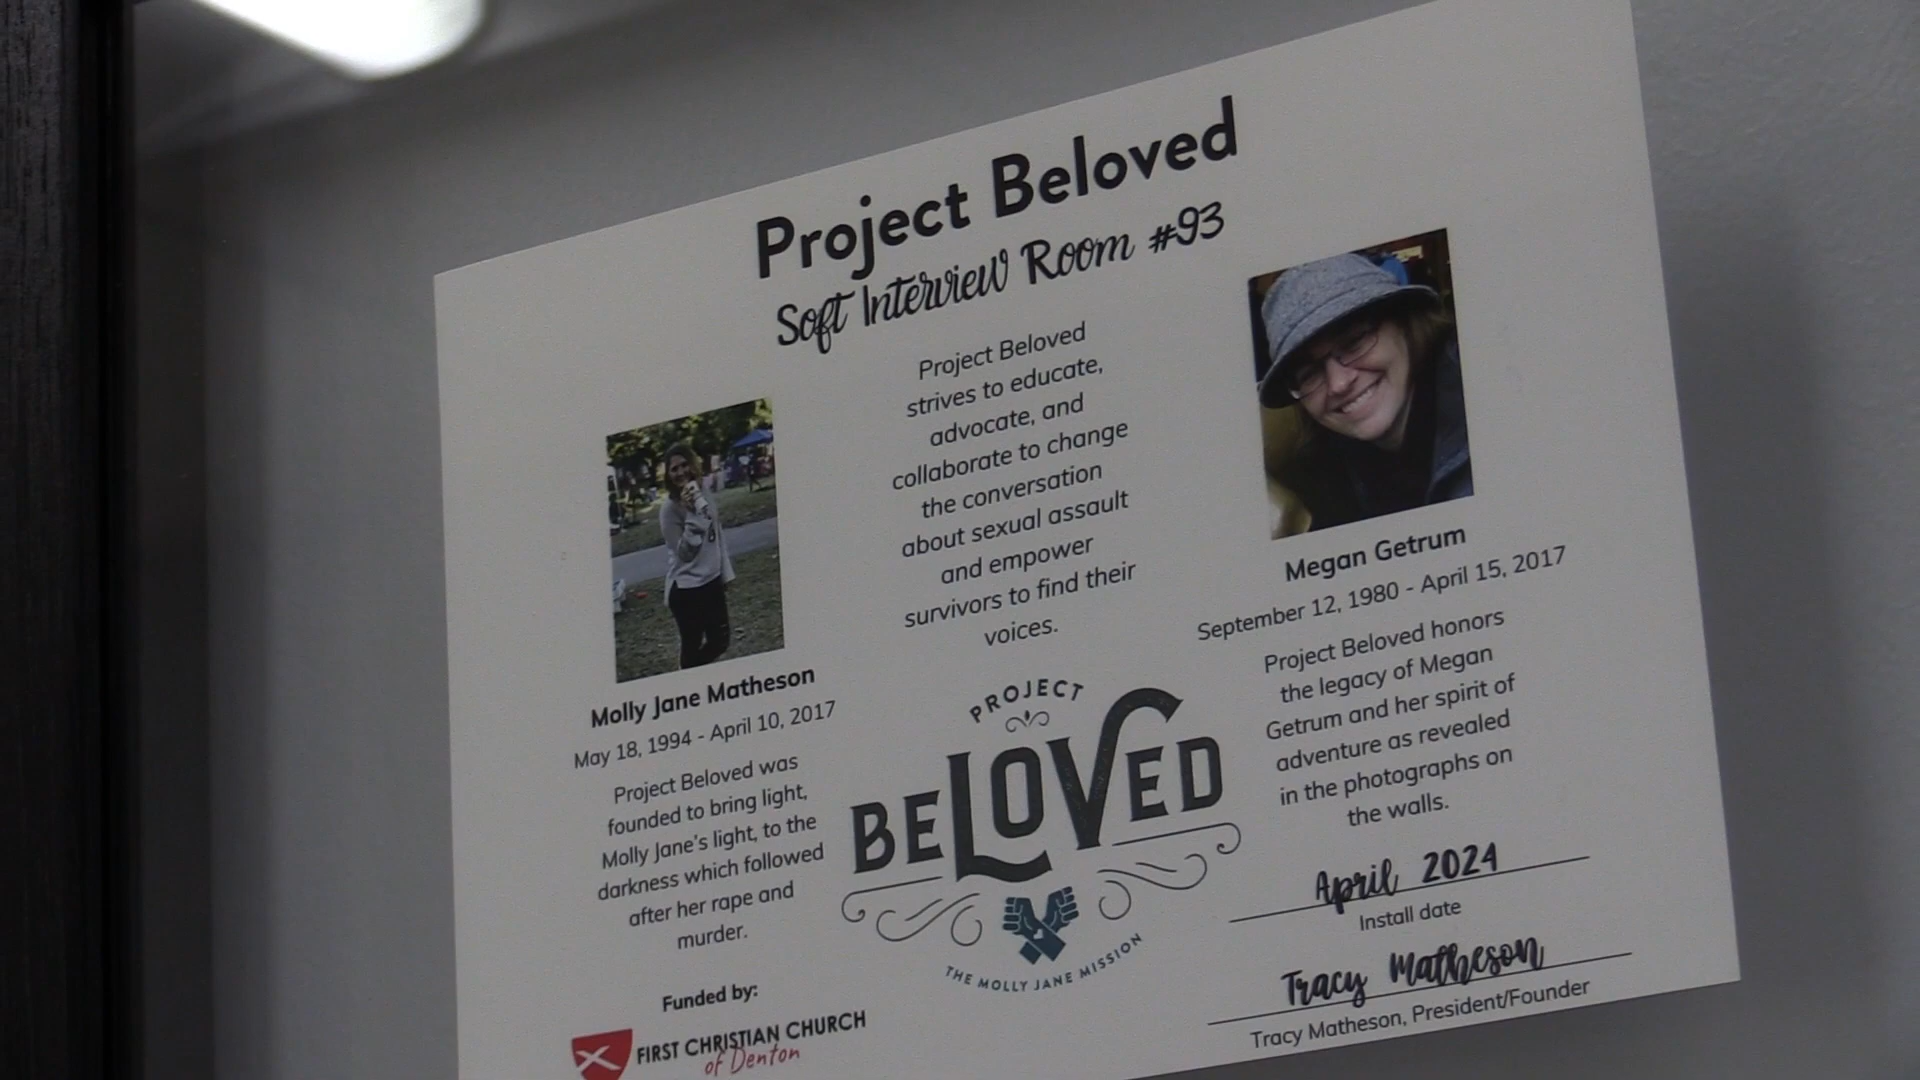 Project Beloved
Soft Interview Room #93
Project Beloved
strives to educate,
advocate, and
collaborate to change
the conversation
about sexual assault
and empower
survivors to find their
voices.
Molly Jane Matheson
May 18, 1994 - April 10, 2017
Project Beloved was
founded to bring light,
Molly Jane's light, to the
darkness which followed
after her rape and
murder.
Funded by:
FIRST CHRISTIAN CHURCH
of Denton
PROJECT
BELOVED
THE MOLLY JANE MISSION
Megan Getrum
September 12, 1980 - April 15, 2017
Project Beloved honors
the legacy of Megan
Getrum and her spirit of
adventure as revealed
in the photographs on
the walls.
April 2024
Install date
Tracy Matheson
Tracy Matheson, President/Founder